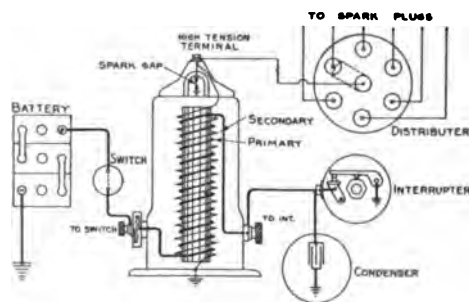 TO SPARK PLUGS
HIGH TENSION
TERMINAL
SPARK GAP
BATTERY
SECONDARY
PRIMARY
DISTRIBUTER
SWITCH
INTERRUPTER
TO SWITCH
TO INT.
CONDENSER